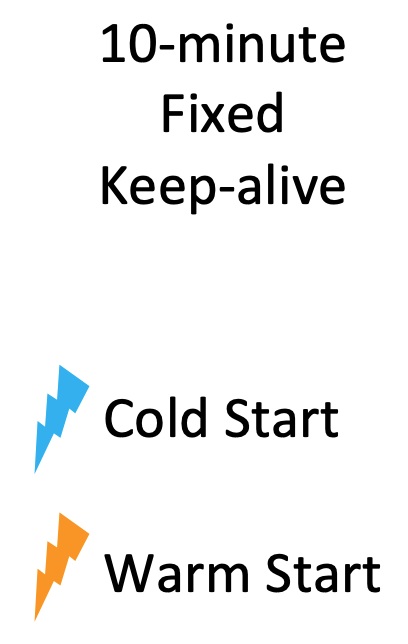 10-minute
Fixed
Keep-alive
Cold Start
Warm Start